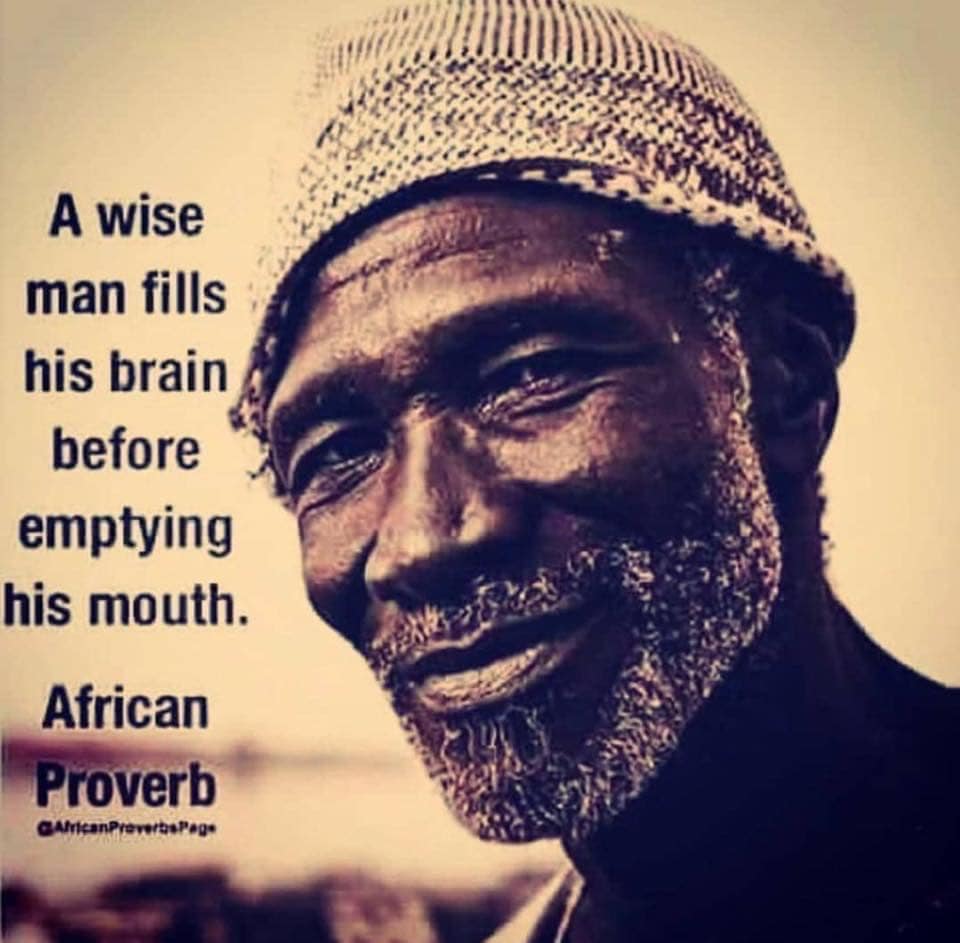 A wise
man fills
his brain
before
emptying
his mouth.
African
Proverb
@AfricanProverbsPage